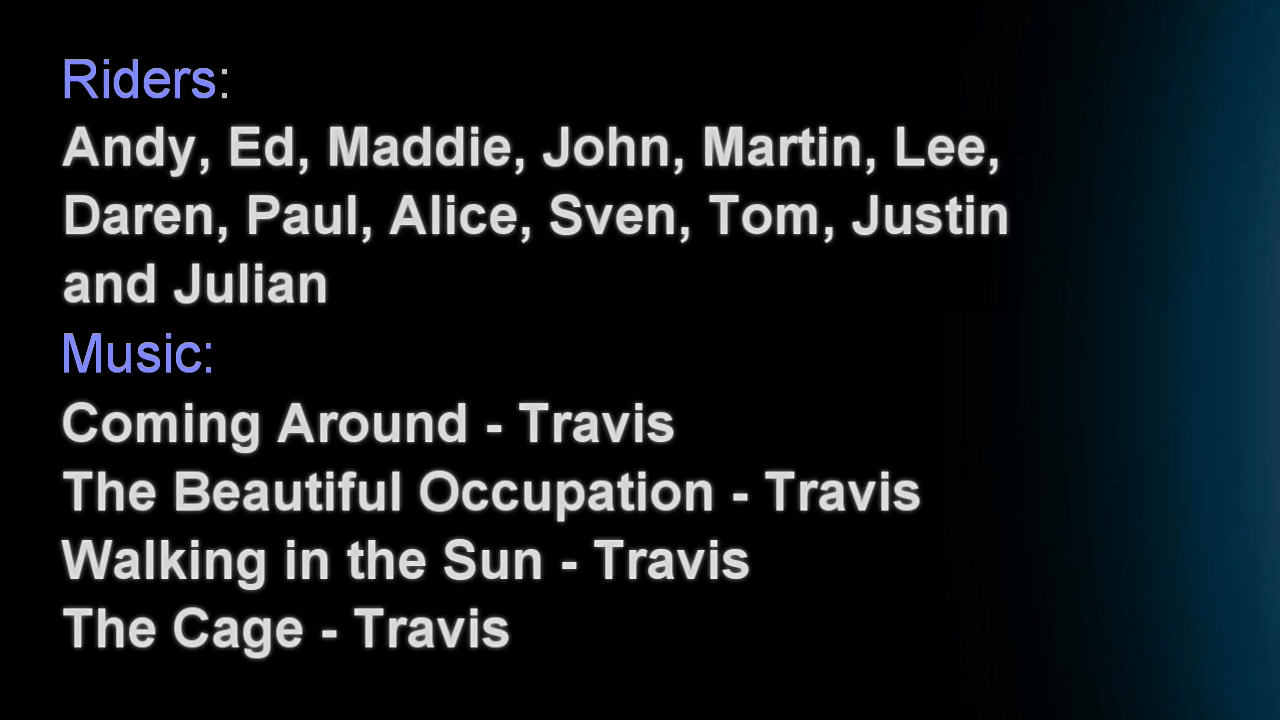 Riders:
Andy, Ed, Maddie, John, Martin, Lee,
Daren, Paul, Alice, Sven, Tom, Justin
and Julian
Music:
Coming Around - Travis
The Beautiful Occupation - Travis
Walking in the Sun - Travis
The Cage - Travis